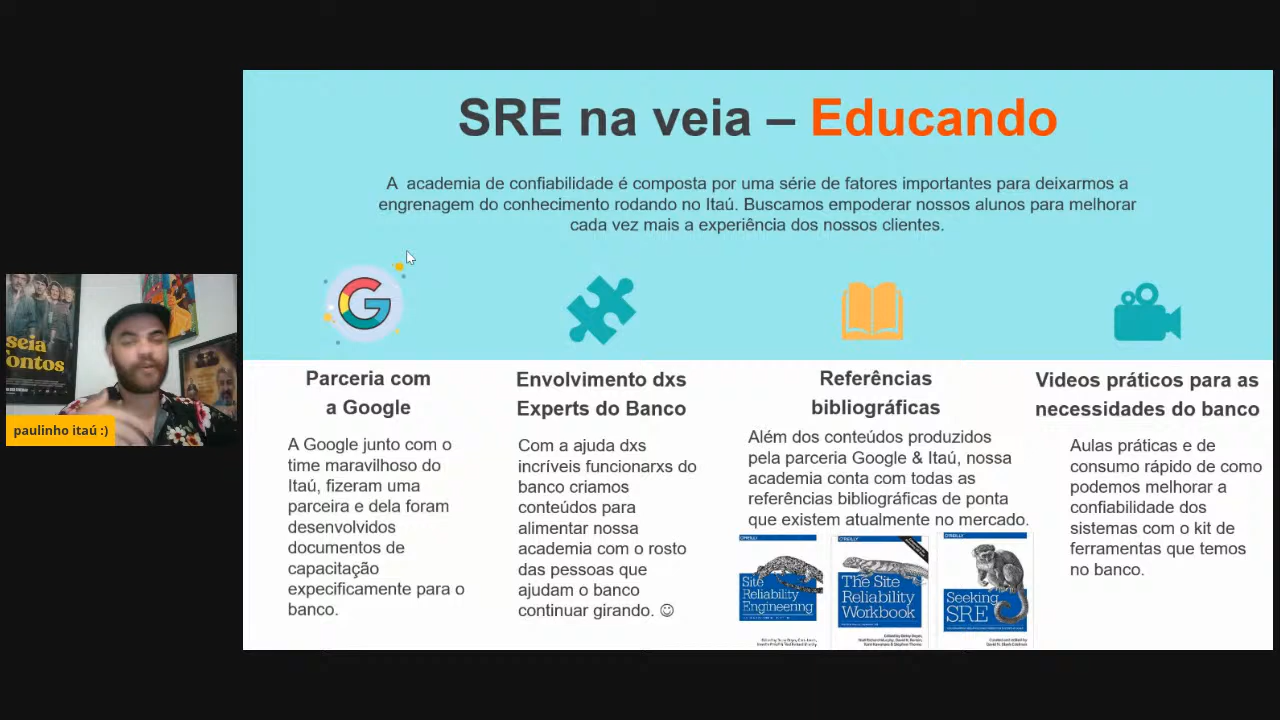 SRE na veia – Educando
A academia de confiabilidade é composta por uma série de fatores importantes para deixarmos a
engrenagem do conhecimento rodando no Itaú. Buscamos empoderar nossos alunos para melhorar
cada vez mais a experiência dos nossos clientes.
Parceria com
a Google
A Google junto com o
time maravilhoso do
Itaú, fizeram uma
parceira e dela foram
desenvolvidos
documentos de
capacitação
expecificamente para o
banco.
Envolvimento dxs
Experts do Banco
Com a ajuda dxs
incríveis funcionarxs do
banco criamos
conteúdos para
alimentar nossa
academia com o rosto
das pessoas que
ajudam o banco
continuar girando. ☺
Referências
bibliográficas
Além dos conteúdos produzidos
pela parceria Google & Itaú, nossa
academia conta com todas as
referências bibliográficas de ponta
que existem atualmente no mercado.
O'REILLY
Site
Reliability
Engineering
O'REILLY
The Site
Reliability
Workbook
O'REILLY
Seeking
SRE
Videos práticos para as
necessidades do banco
Aulas práticas e de
consumo rápido de como
podemos melhorar a
confiabilidade dos
sistemas com o kit de
ferramentas que temos
no banco.
seia
ontos
paulinho itaú :)